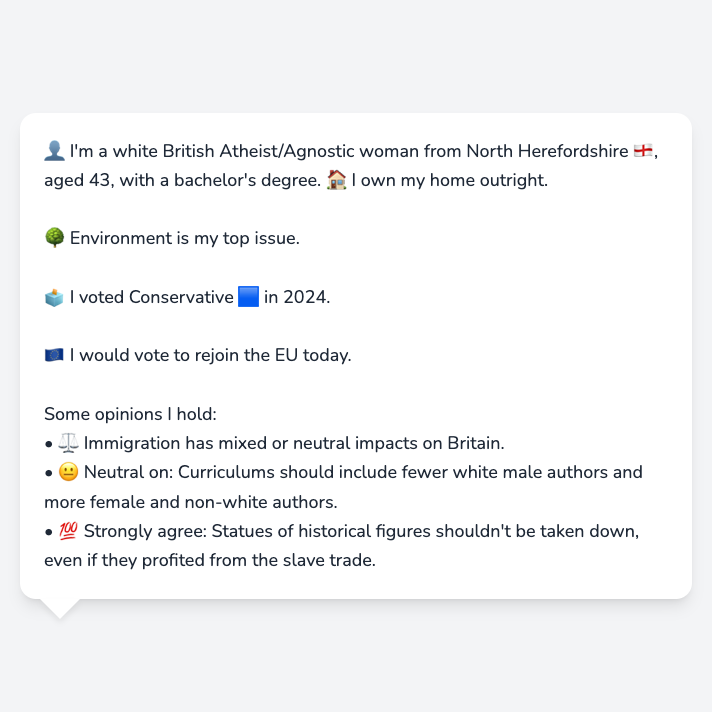 👤 I'm a white British Atheist/Agnostic woman from North Herefordshire 🏴󠁧󠁢󠁥󠁮󠁧󠁿,
aged 43, with a bachelor's degree. 🏠 I own my home outright.
🌳 Environment is my top issue.
🗳️ I voted Conservative 🟦 in 2024.
🇪🇺 I would vote to rejoin the EU today.
Some opinions I hold:
• ⚖️ Immigration has mixed or neutral impacts on Britain.
• 😐 Neutral on: Curriculums should include fewer white male authors and
more female and non-white authors.
• 💯 Strongly agree: Statues of historical figures shouldn't be taken down,
even if they profited from the slave trade.